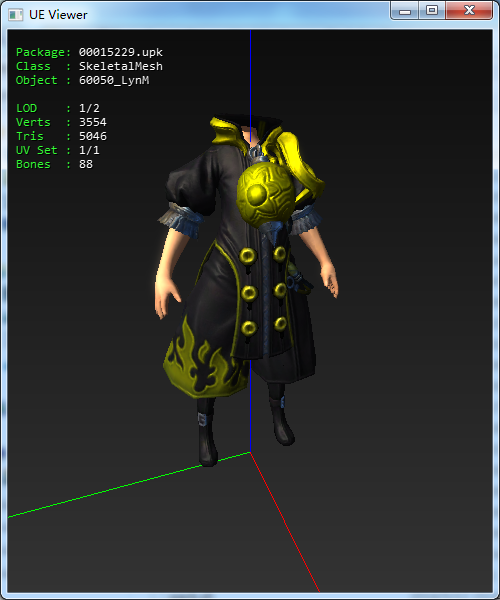 UE Viewer
Package: 00015229.upk
Class : SkeletalMesh
Object : 60050_LynM
LOD : 1/2
Verts : 3554
Tris : 5046
UV Set : 1/1
Bones : 88